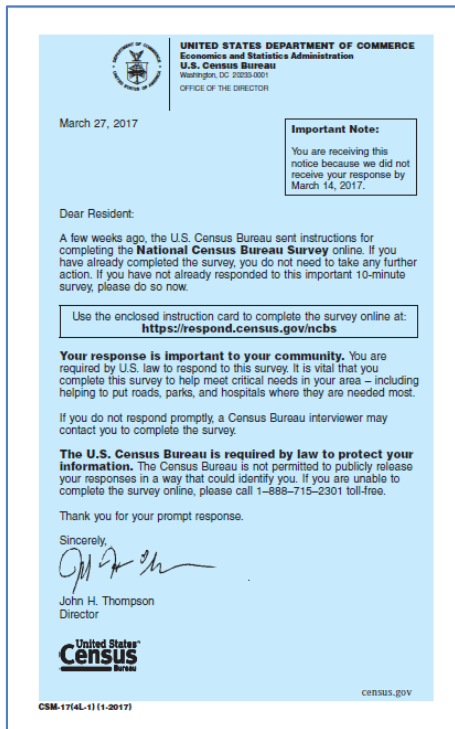 UNITED STATES DEPARTMENT OF COMMERCE
Economics and Statistics Administration
U.S. Census Bureau
Washington, DC 20233-0001
OFFICE OF THE DIRECTOR
March 27, 2017
Important Note:
You are receiving this
notice because we did not
receive your response by
March 14, 2017.
Dear Resident:
A few weeks ago, the U.S. Census Bureau sent instructions for
completing the National Census Bureau Survey online. If you
have already completed the survey, you do not need to take any further
action. If you have not already responded to this important 10-minute
survey, please do so now.
Use the enclosed instruction card to complete the survey online at:
https://respond.census.gov/ncbs
Your response is important to your community. You are
required by U.S. law to respond to this survey. It is vital that you
complete this survey to help meet critical needs in your area – including
helping to put roads, parks, and hospitals where they are needed most.
If you do not respond promptly, a Census Bureau interviewer may
contact you to complete the survey.
The U.S. Census Bureau is required by law to protect your
information. The Census Bureau is not permitted to publicly release
your responses in a way that could identify you. If you are unable to
complete the survey online, please call 1–888–715–2301 toll-free.
Thank you for your prompt response.
Sincerely,
John H. Thompson
Director
United States™
Census
Bureau
census.gov
CSM-17(4L-1) (1-2017)